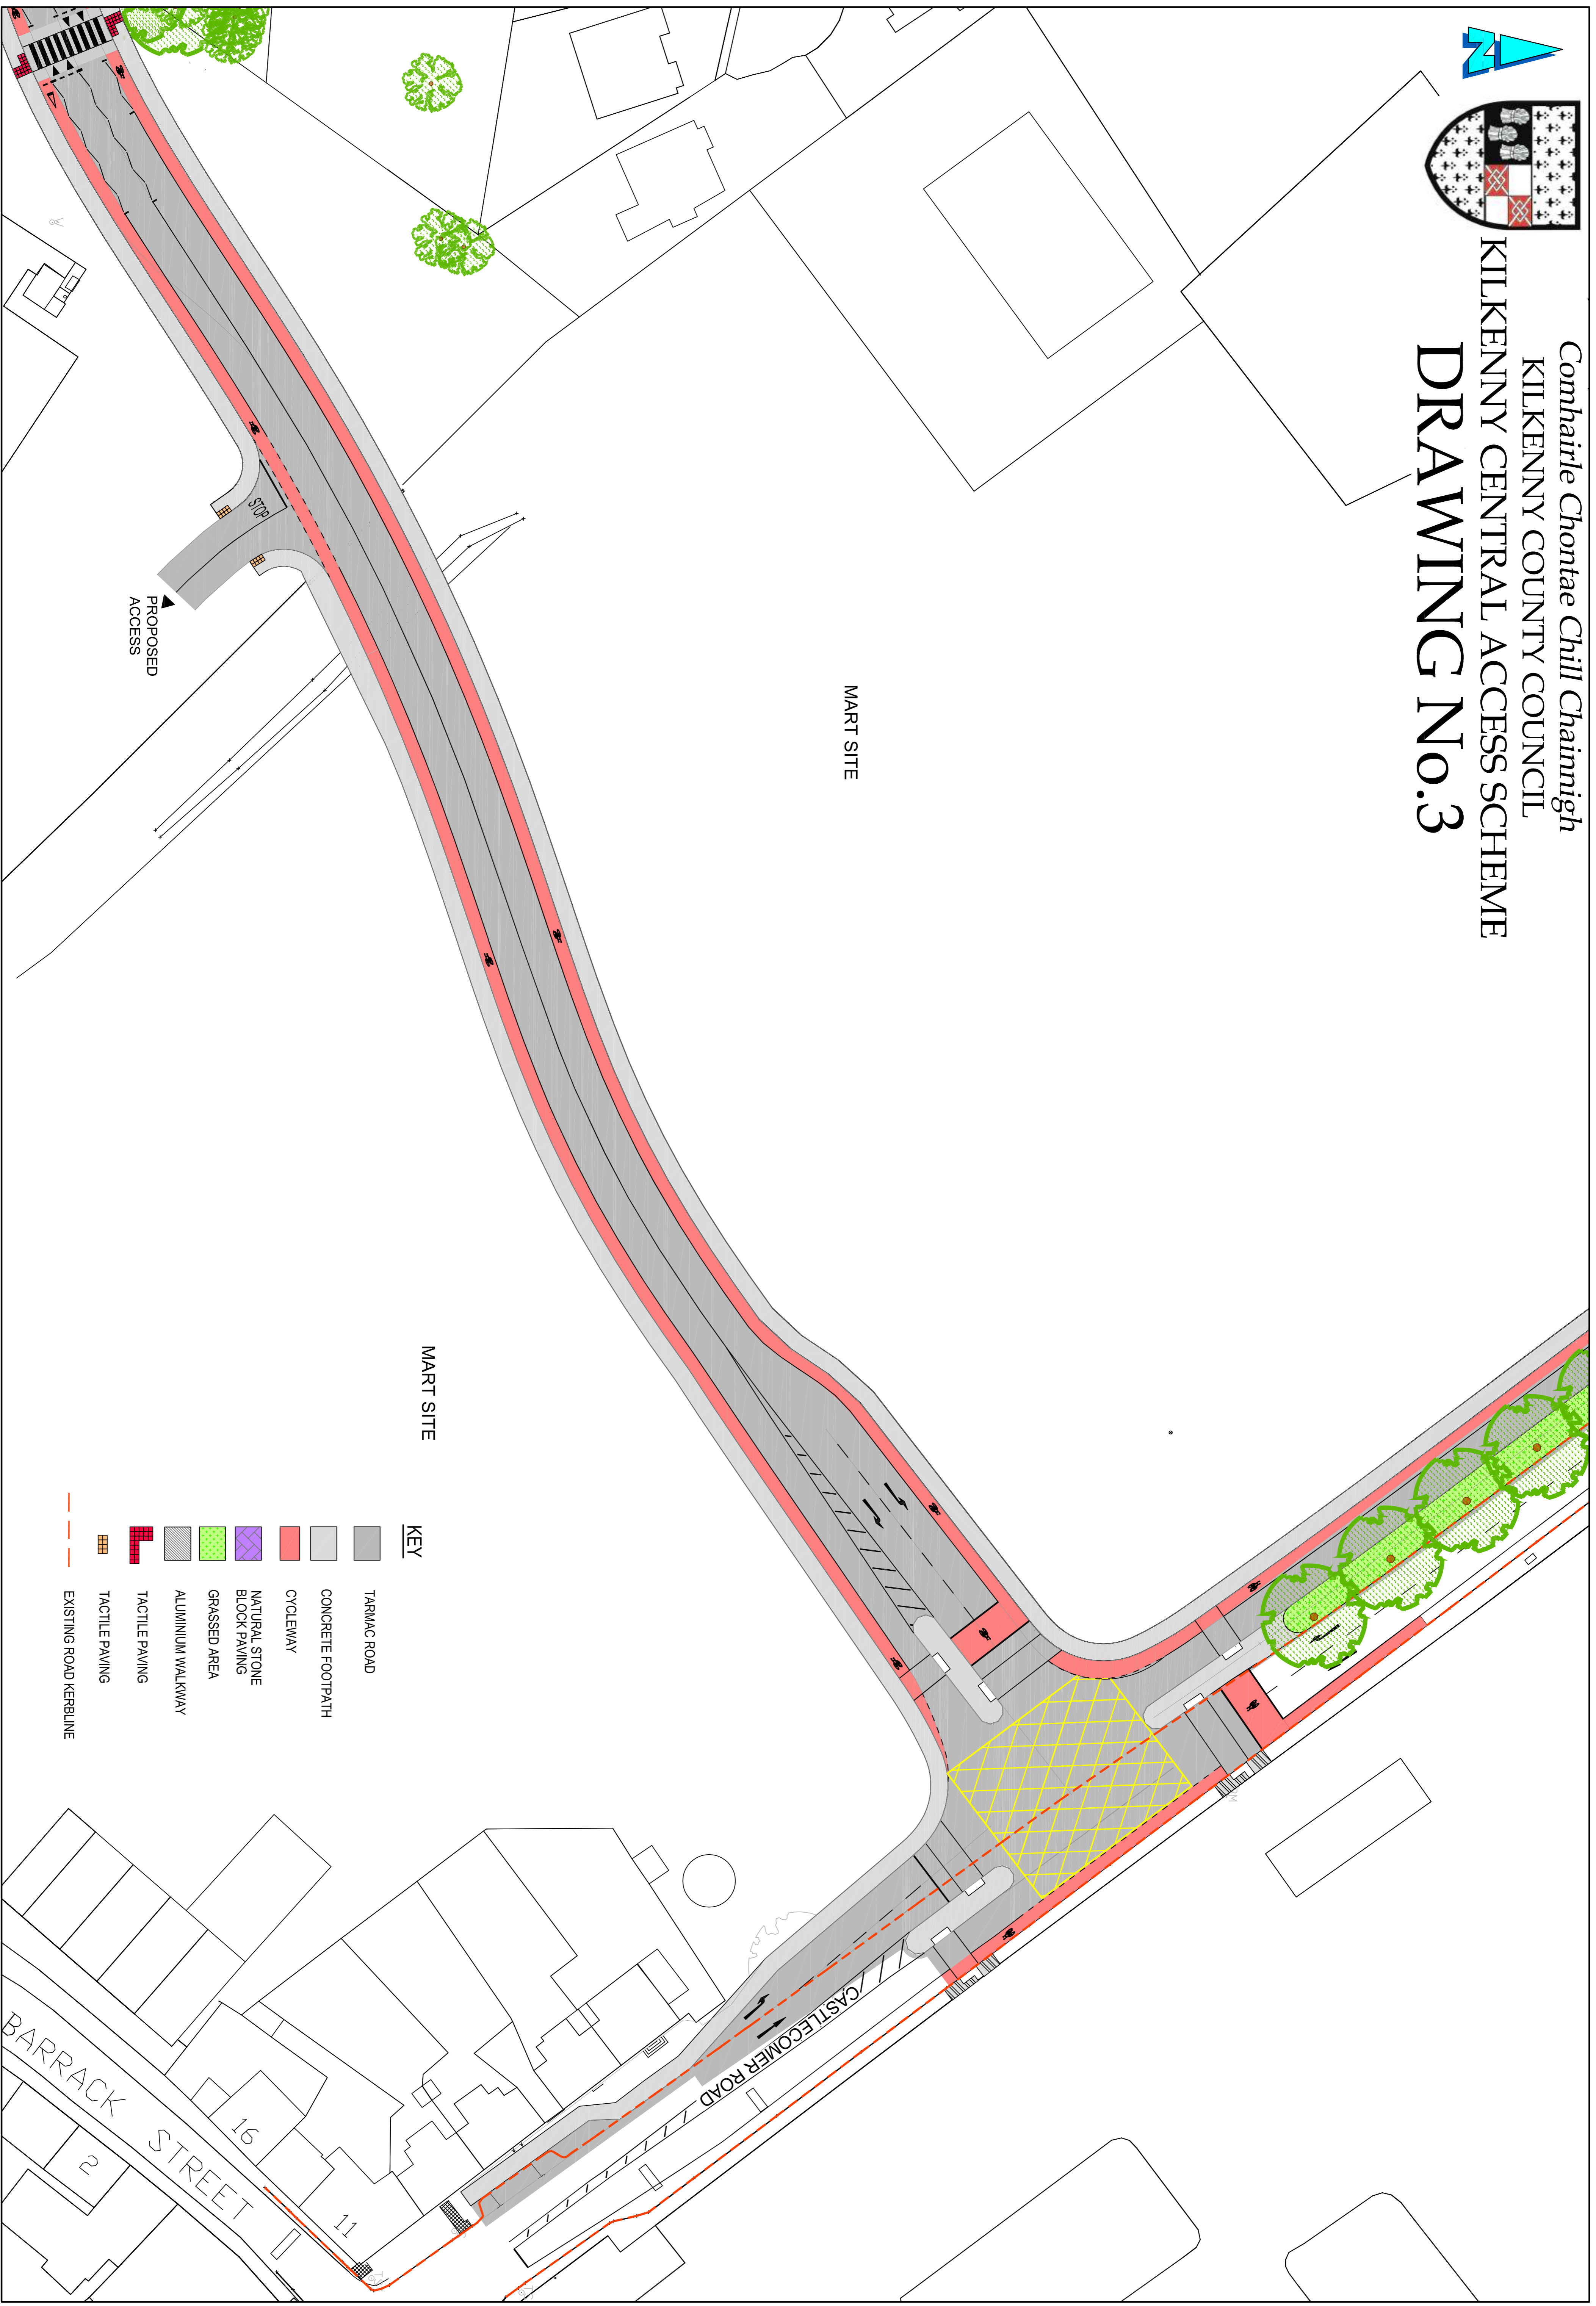 Comhairle Chontae Chill Chainnigh
KILKENNY COUNTY COUNCIL
KILKENNY CENTRAL ACCESS SCHEME
DRAWING No.3
N
MART SITE
STOP
PROPOSED
ACCESS
MART SITE
CASTLECOMER ROAD
BARRACK STREET
16
11
2
KEY
TARMAC ROAD
CONCRETE FOOTPATH
CYCLEWAY
NATURAL STONE
BLOCK PAVING
GRASSED AREA
ALUMINIUM WALKWAY
TACTILE PAVING
TACTILE PAVING
EXISTING ROAD KERBLINE